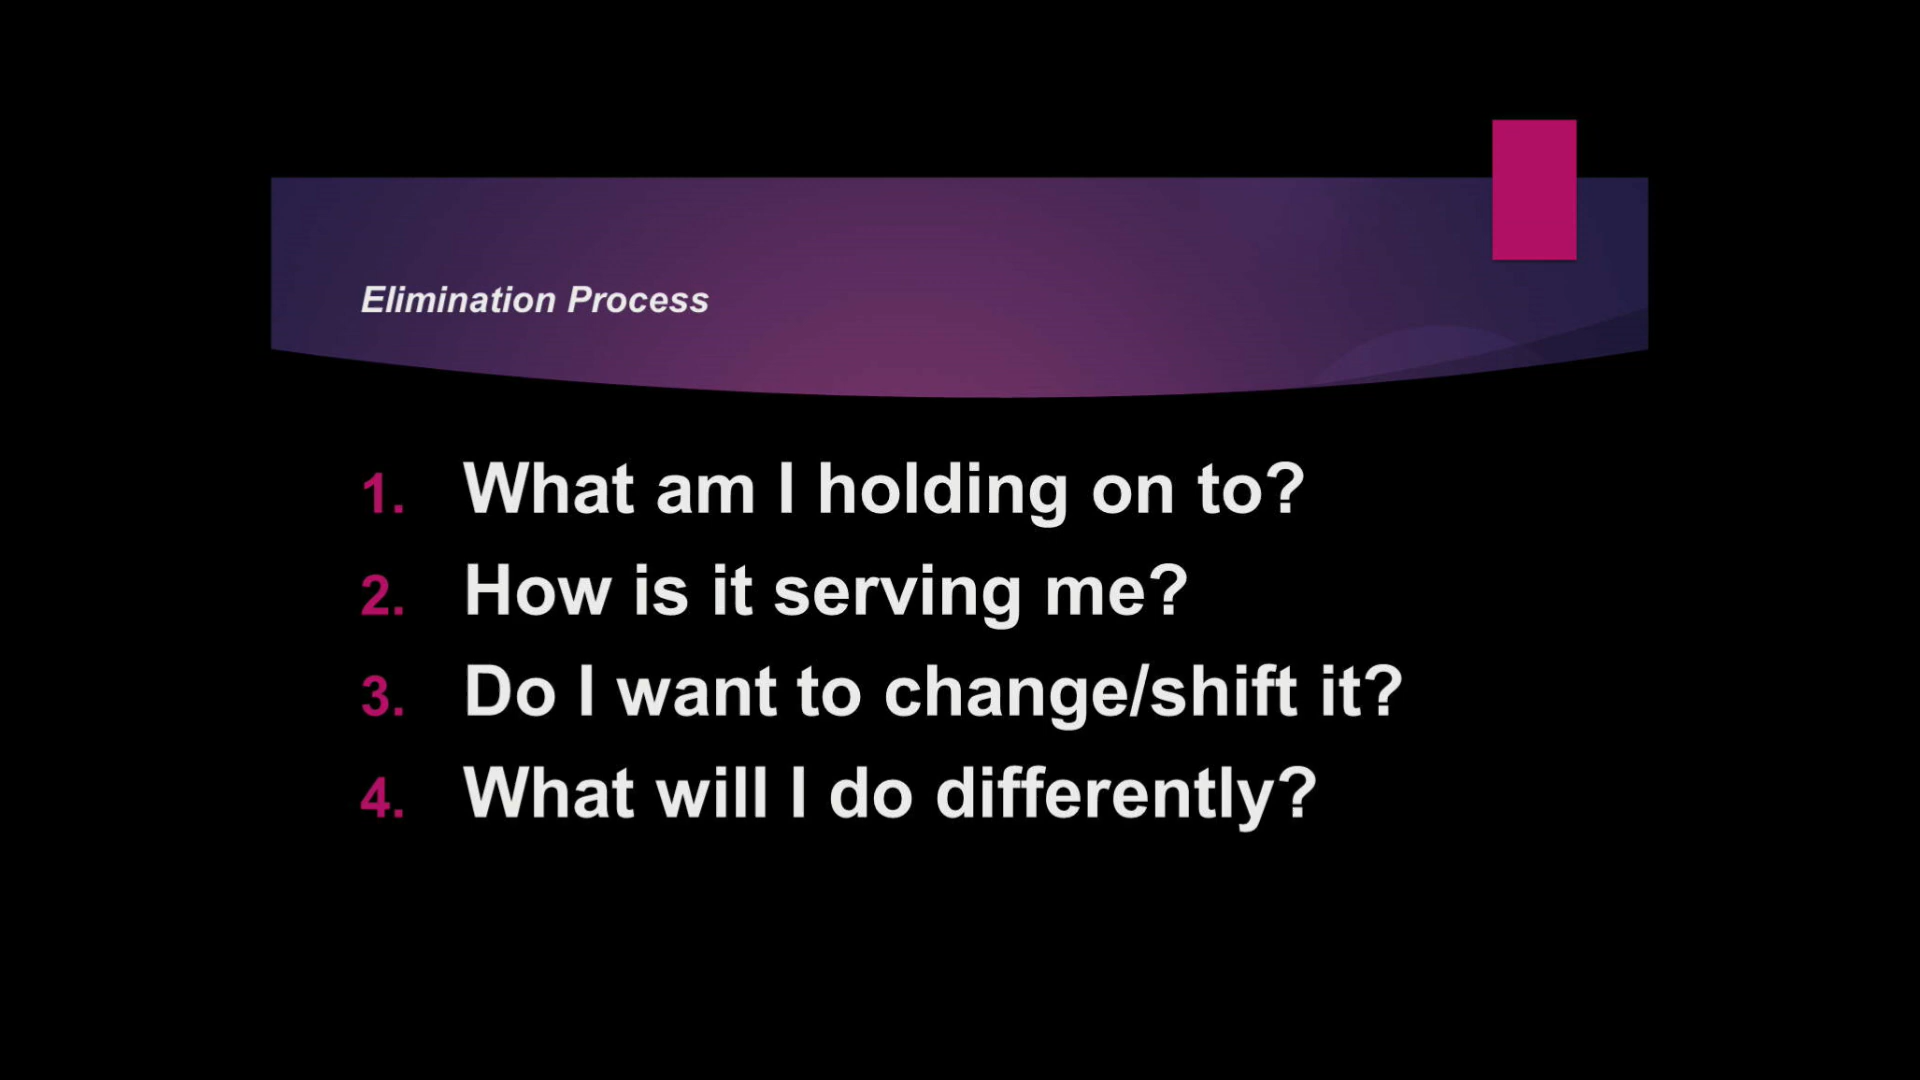 Elimination Process
1. What am I holding on to?
2. How is it serving me?
3. Do I want to change/shift it?
4. What will I do differently?